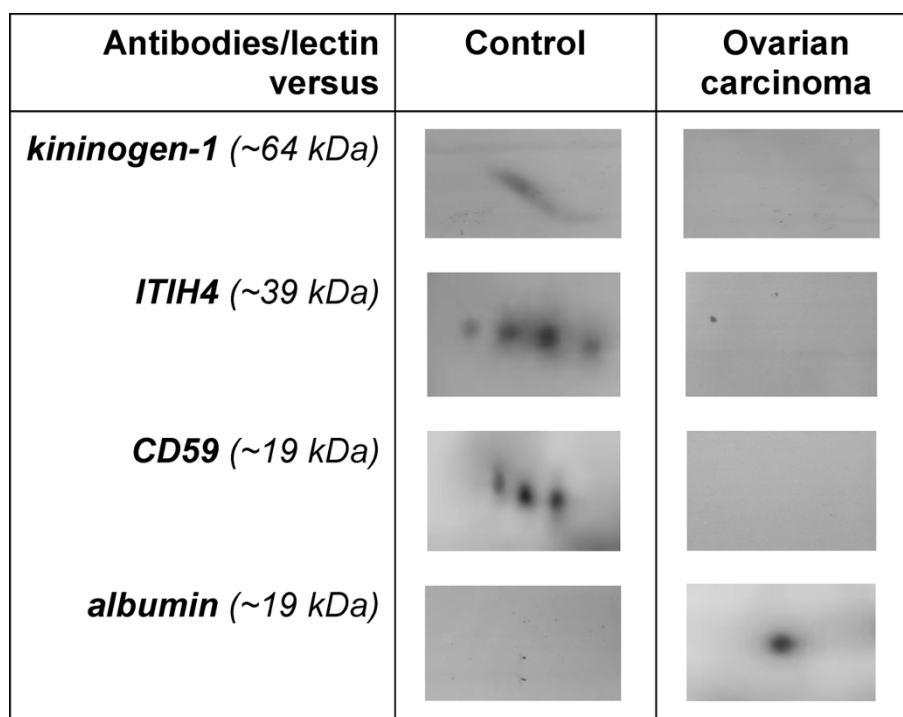 Antibodies/lectin
versus
Control
Ovarian
carcinoma
kininogen-1 (~64 kDa)
ITIH4 (~39 kDa)
CD59 (~19 kDa)
albumin (~19 kDa)